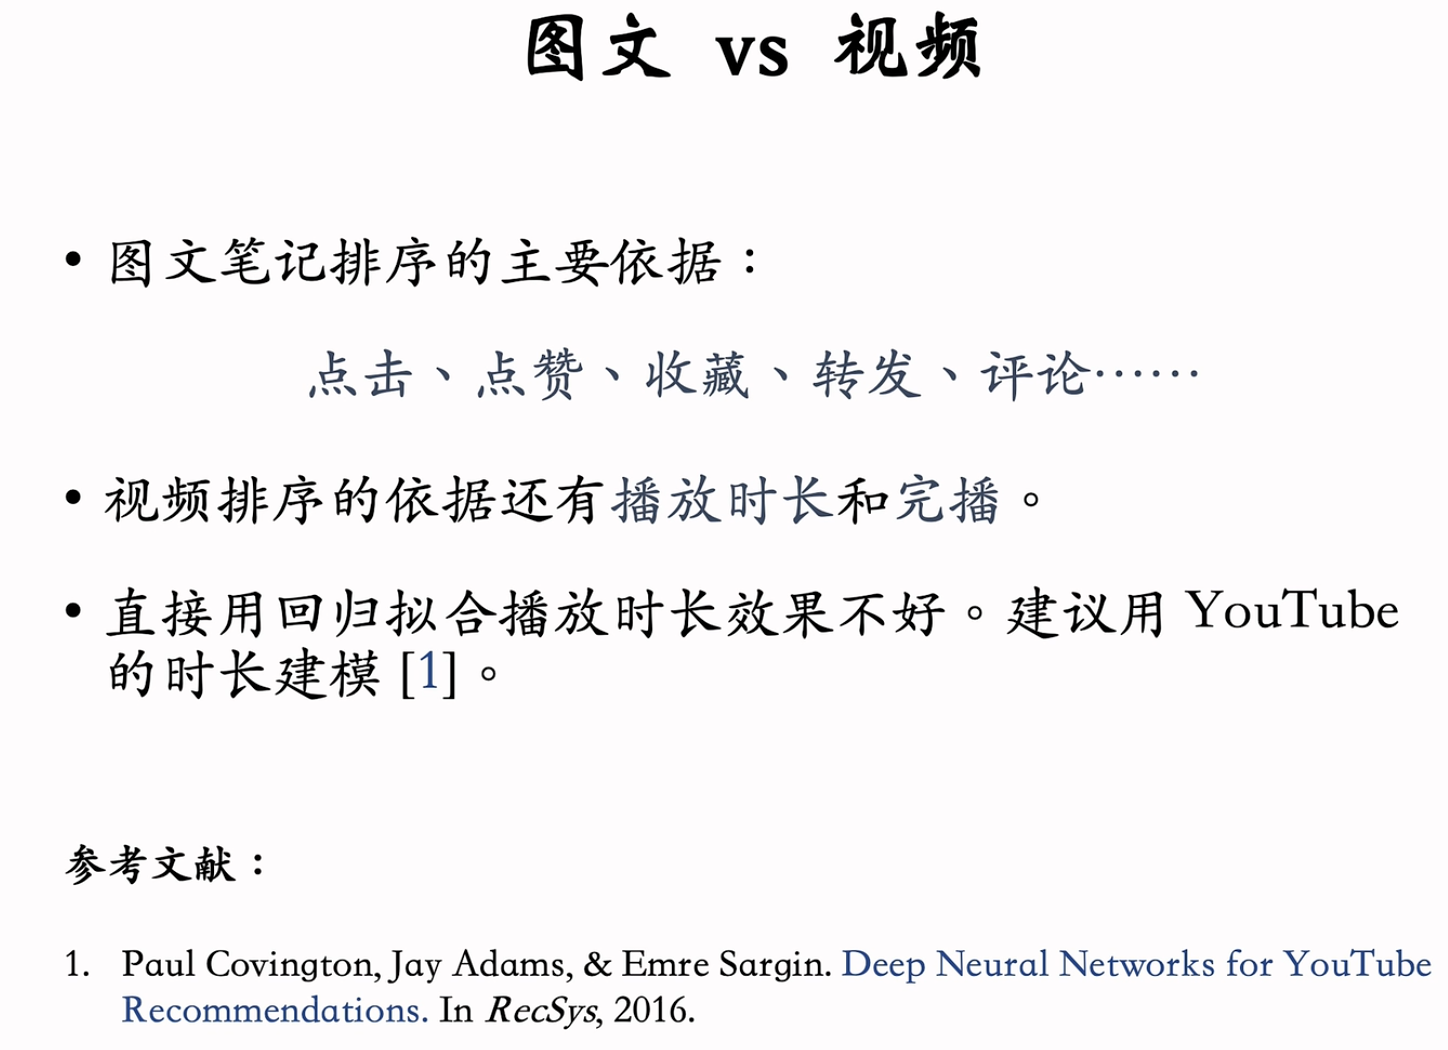 图文 vs 视频
• 图文笔记排序的主要依据：
点击、点赞、收藏、转发、评论……
• 视频排序的依据还有播放时长和完播。
• 直接用回归拟合播放时长效果不好。建议用 YouTube
的时长建模 [1]。
参考文献：
1. Paul Covington, Jay Adams, & Emre Sargin. Deep Neural Networks for YouTube
Recommendations. In RecSys, 2016.